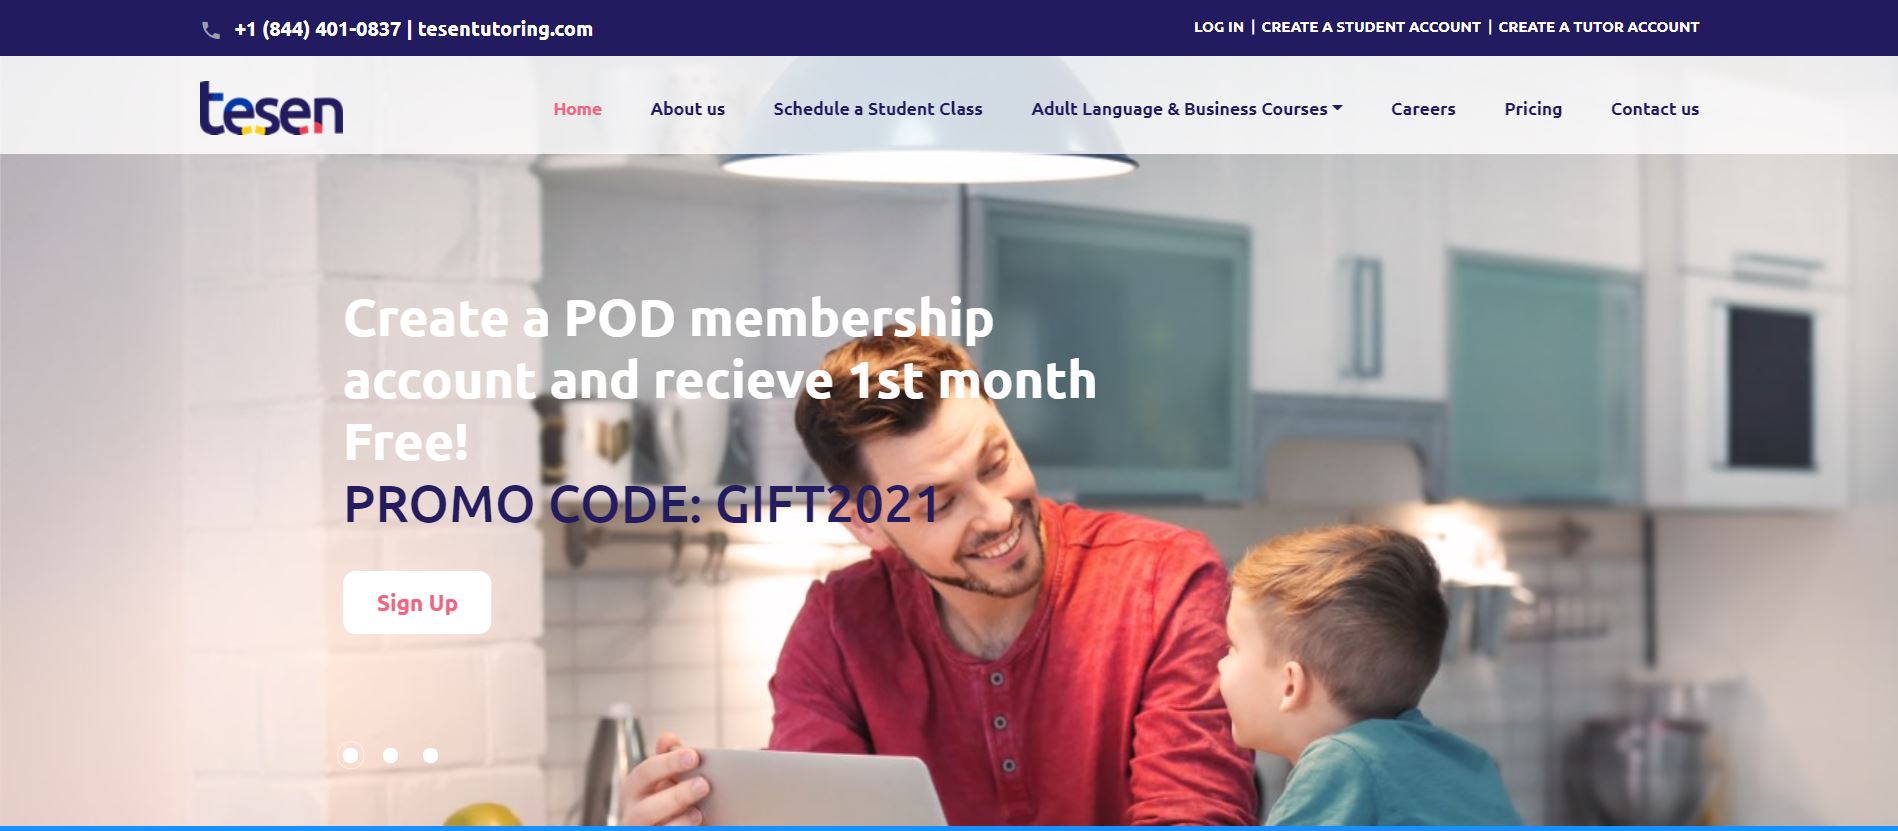 +1 (844) 401-0837 | tesentutoring.com
LOG IN | CREATE A STUDENT ACCOUNT | CREATE A TUTOR ACCOUNT
tesen
Home About us Schedule a Student Class Adult Language & Business Courses Careers Pricing Contact us
Create a POD membership
account and recieve 1st month
Free!
PROMO CODE: GIFT2021
Sign Up